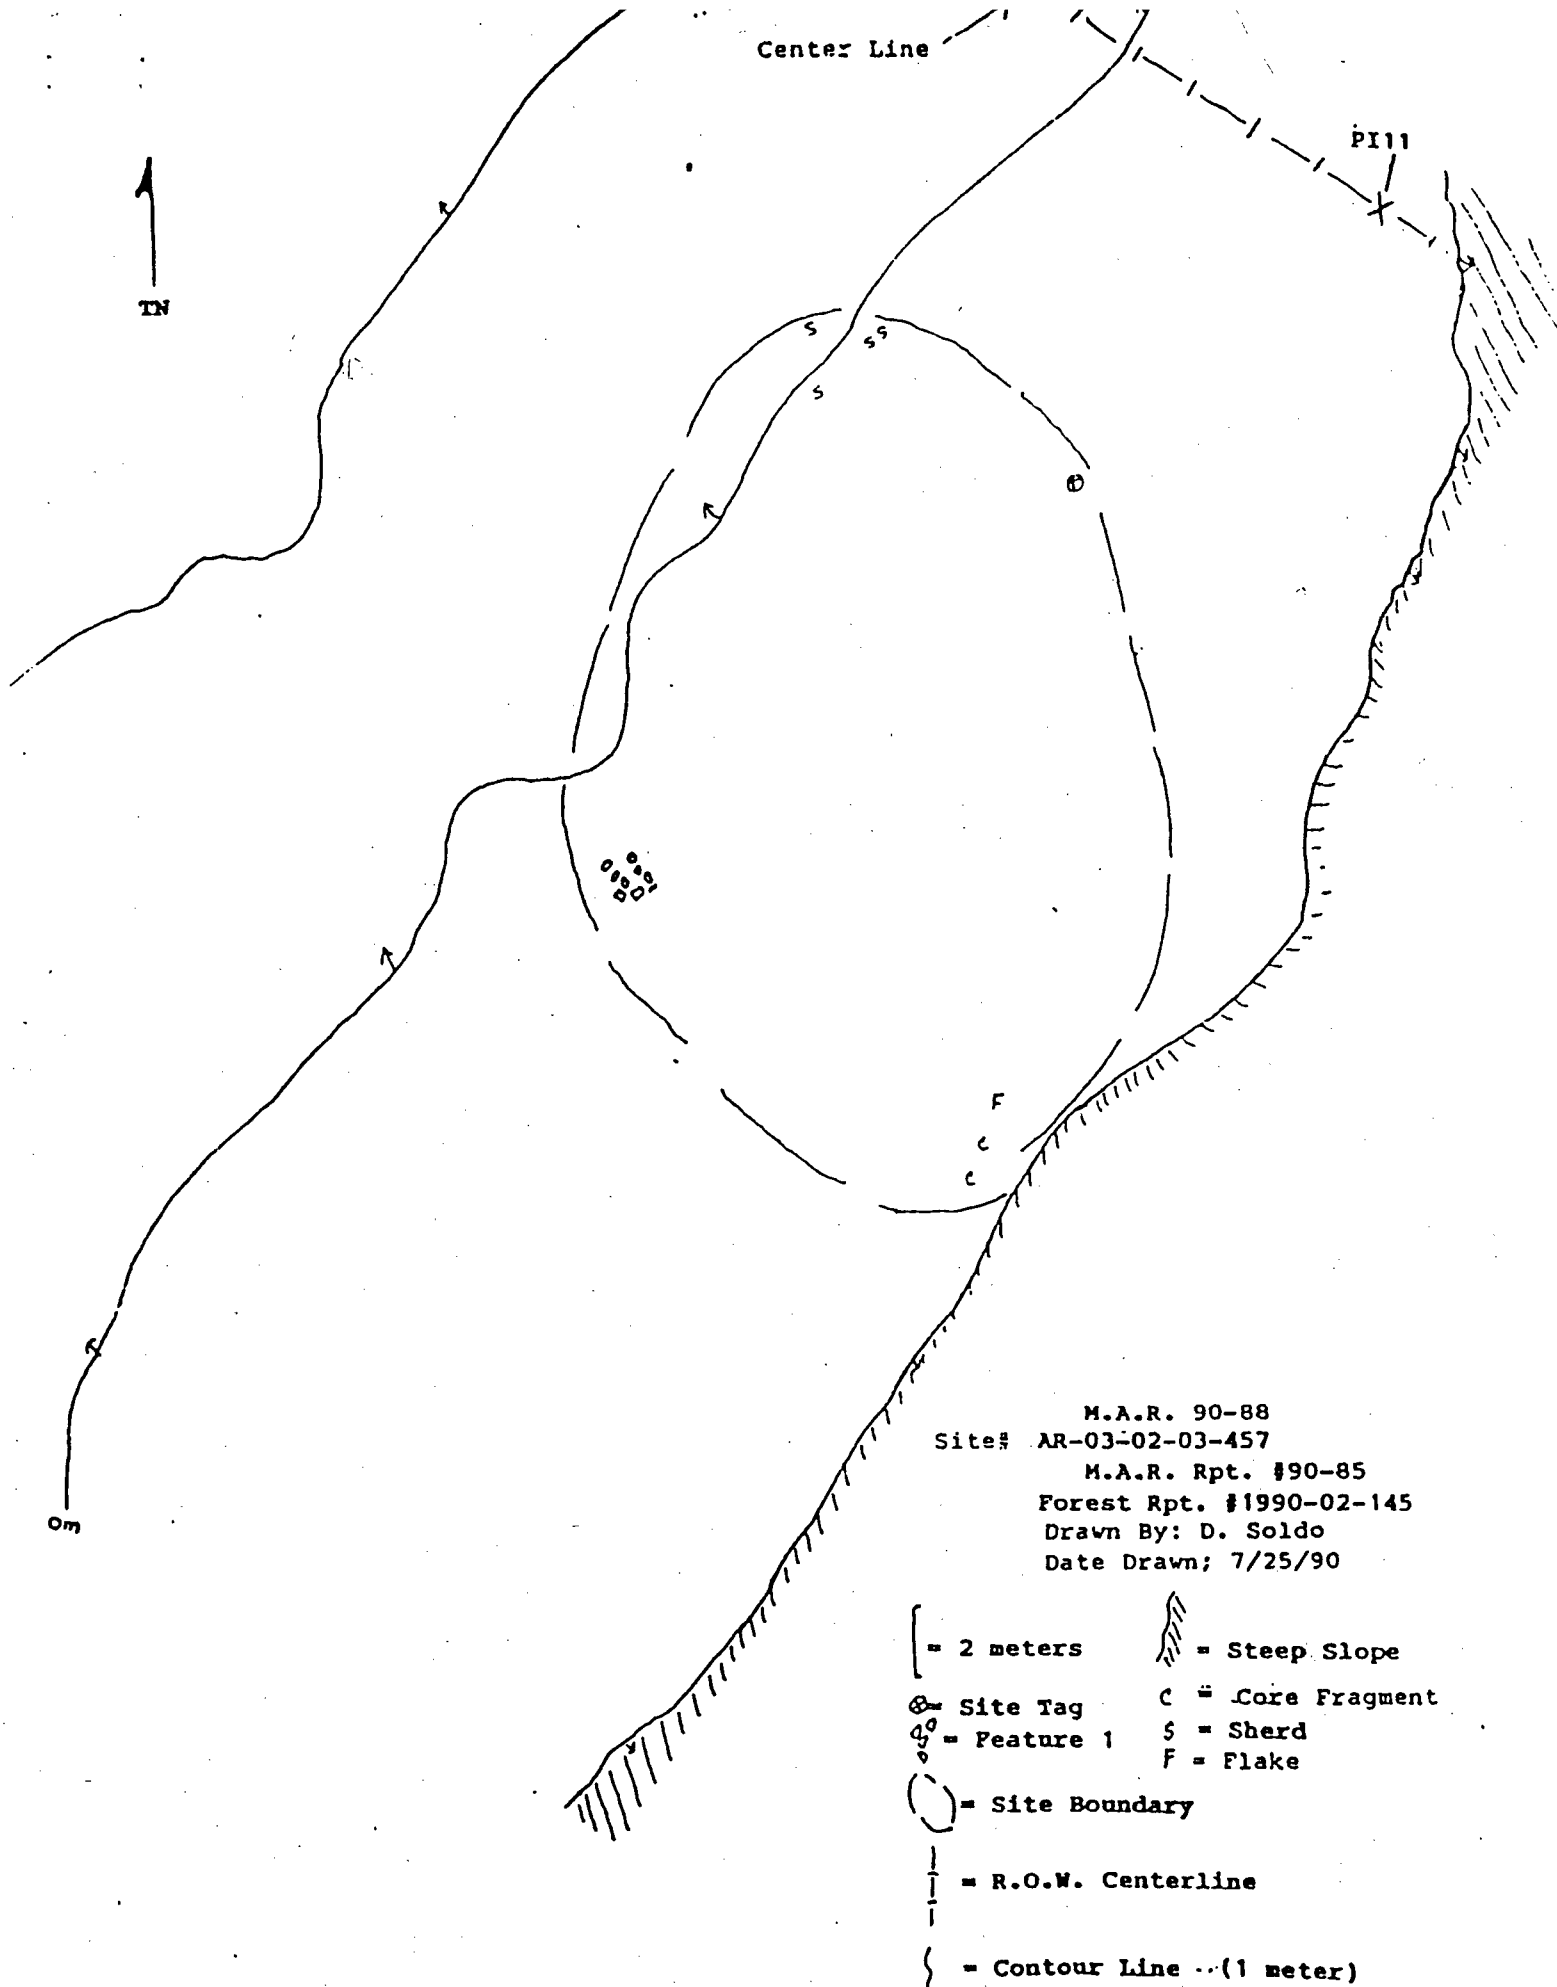 Center Line
PI11
TN
S
S S
S
F
C
C
0m
M.A.R. 90-88
Site# AR-03-02-03-457
M.A.R. Rpt. #90-85
Forest Rpt. #1990-02-145
Drawn By: D. Soldo
Date Drawn; 7/25/90
= 2 meters
= Steep Slope
= Site Tag
C = Core Fragment
= Feature 1
S = Sherd
F = Flake
= Site Boundary
= R.O.W. Centerline
= Contour Line (1 meter)